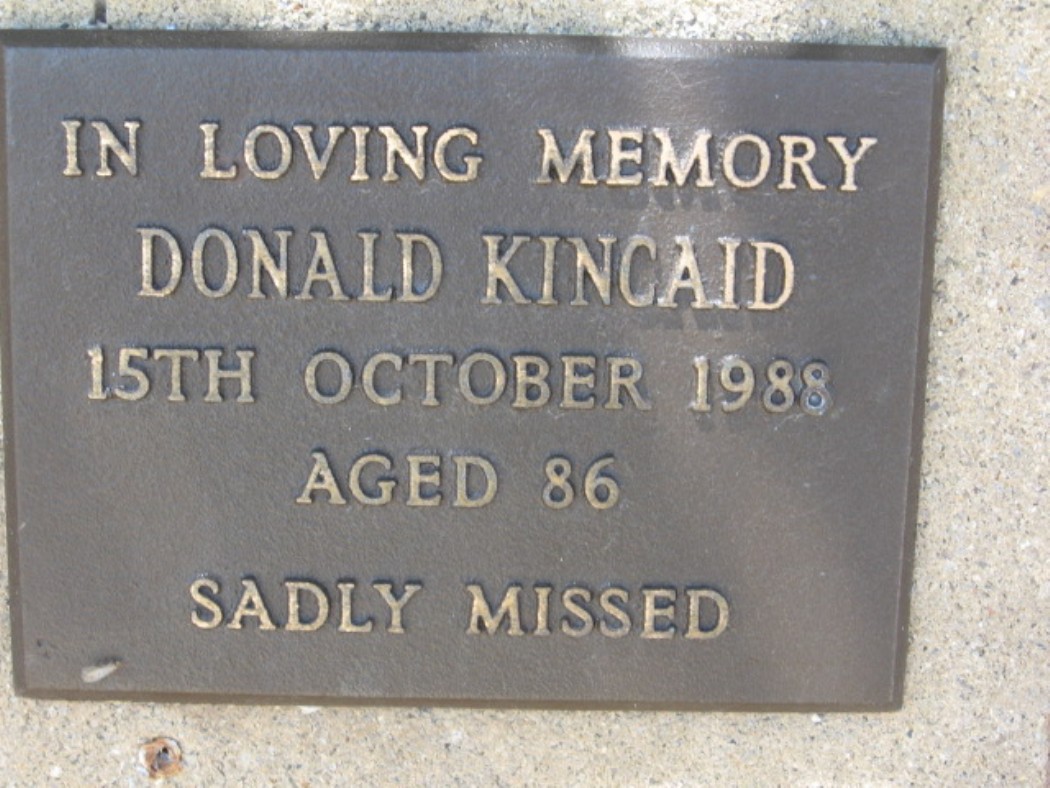 IN LOVING MEMORY
DONALD KINCAID
15TH OCTOBER 1988
AGED 86
SADLY MISSED